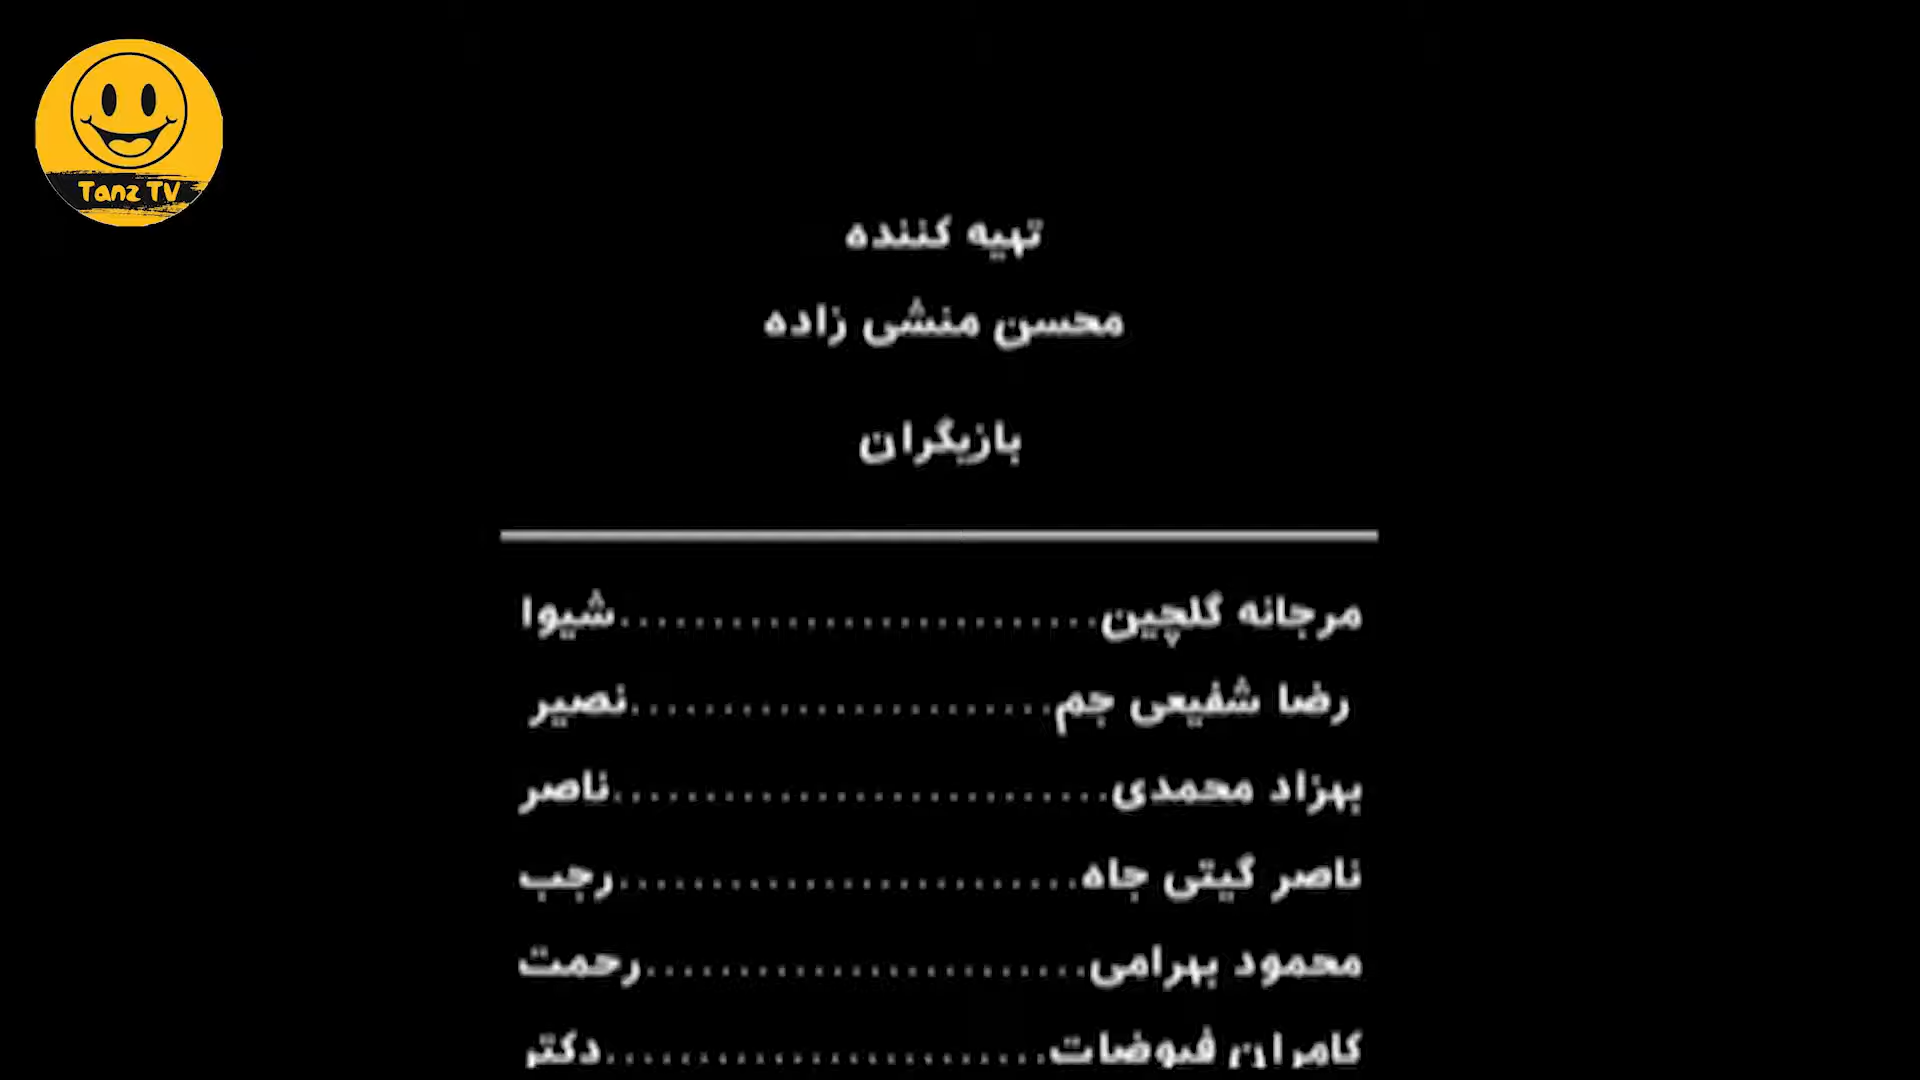 Tanz TV
تهیه کننده
محسن منشی زاده
بازیگران
مرجانه گلچین..........................شیوا
رضا شفیعی جم.......................نصیر
بهزاد محمدی...........................ناصر
ناصر گیتی جاه.........................رجب
محمود بهرامی........................رحمت
کامران فیوضات........................دکتر